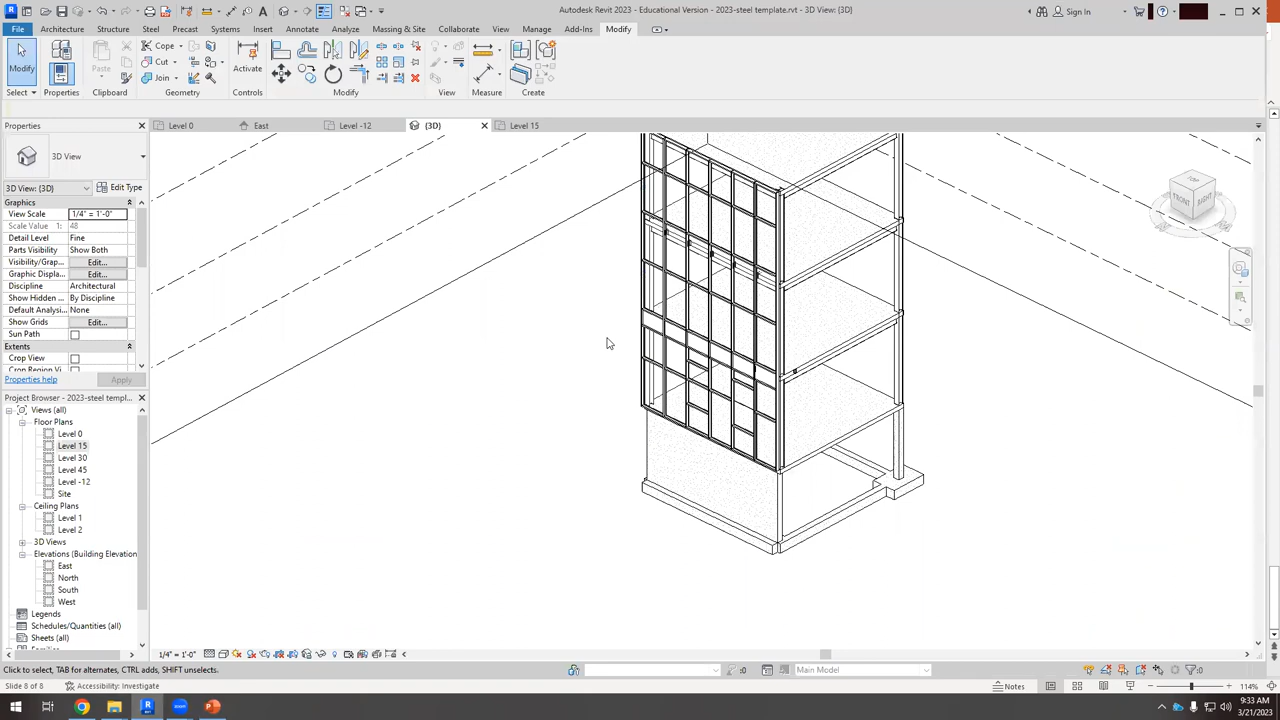 Autodesk Revit 2023 - Educational Version - 2023-steel template.rvt - 3D View: {3D}
Sign In
File Architecture Structure Steel Precast Systems Insert Annotate Analyze Massing & Site Collaborate View Manage Add-Ins Modify
Modify Paste Cope Cut Join Activate
Select Properties Clipboard Geometry Controls Modify View Measure Create
Properties Level 0 East Level -12 {3D} Level 15
3D View
3D View: {3D} Edit Type
Graphics
View Scale 1/4" = 1'-0"
Scale Value 1: 48
Detail Level Fine
Parts Visibility Show Both
Visibility/Grap... Edit...
Graphic Displa... Edit...
Discipline Architectural
Show Hidden ... By Discipline
Default Analysi... None
Show Grids Edit...
Sun Path
Extents
Crop View
Crop Region Vi
Properties help Apply
Project Browser - 2023-steel templ...
Views (all)
Floor Plans
Level 0
Level 15
Level 30
Level 45
Level -12
Site
Ceiling Plans
Level 1
Level 2
3D Views
Elevations (Building Elevation
East
North
South
West
Legends
Schedules/Quantities (all)
Sheets (all)
TOP
FRONT
RIGHT
1/4" = 1'-0"
Click to select, TAB for alternates, CTRL adds, SHIFT unselects.
:0 Main Model :0
Slide 8 of 8 Accessibility: Investigate Notes 114%
9:33 AM
3/21/2023